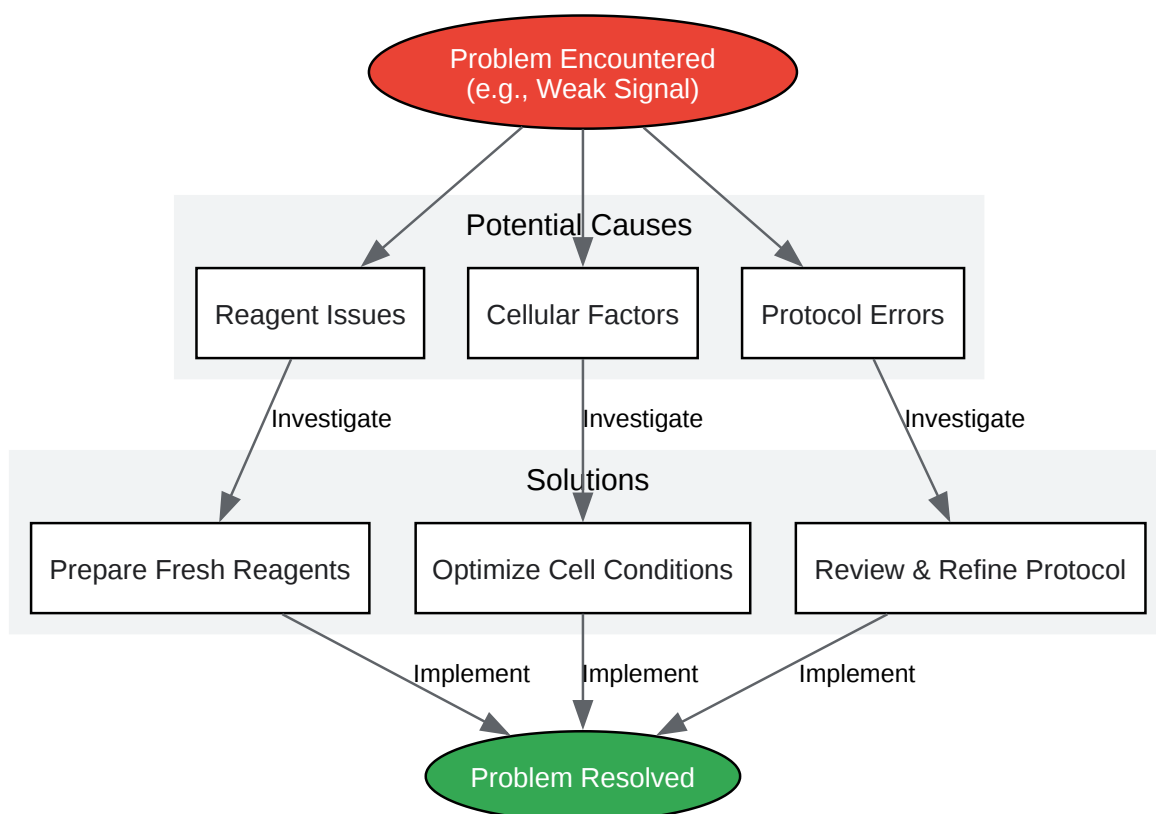 Problem Encountered
(e.g., Weak Signal)
Potential Causes
Reagent Issues
Cellular Factors
Protocol Errors
Investigate
Investigate
Investigate
Solutions
Prepare Fresh Reagents
Optimize Cell Conditions
Review & Refine Protocol
Implement
Implement
Implement
Problem Resolved